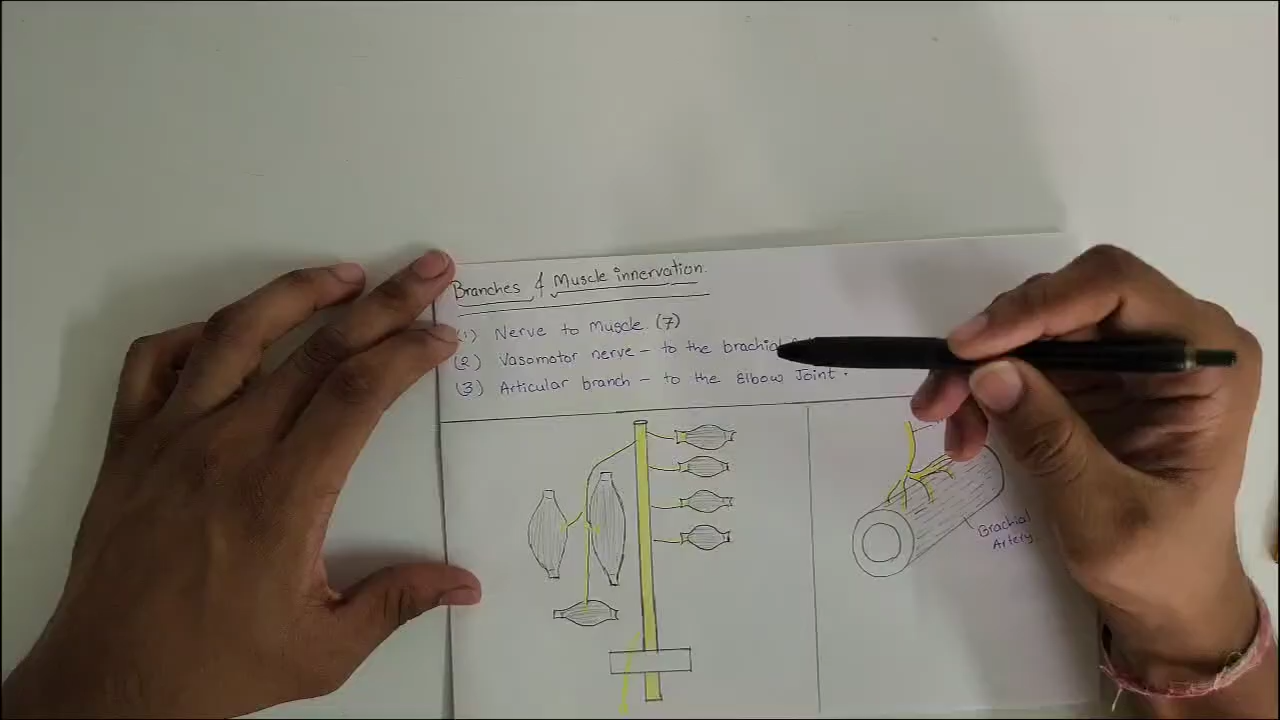 Branches & Muscle innervation.
(1) Nerve to Muscle. (7)
(2) Vasomotor nerve - to the brachial
(3) Articular branch - to the Elbow Joint.
Brachial
Artery.